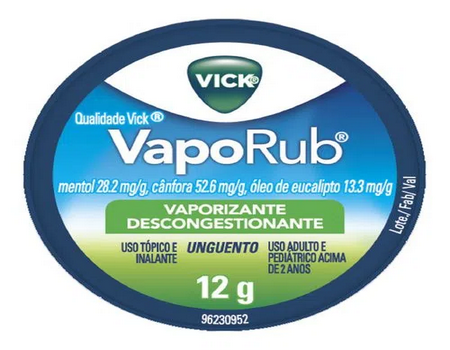 VICK®
Qualidade Vick®
VapoRub®
mentol 28.2 mg/g, cânfora 52.6 mg/g, óleo de eucalipto 13.3 mg/g
VAPORIZANTE
DESCONGESTIONANTE
USO TÓPICO E
INALANTE
UNGUENTO
USO ADULTO E
PEDIÁTRICO ACIMA
DE 2 ANOS
12 g
96230952
Lote./ Fab/ Val